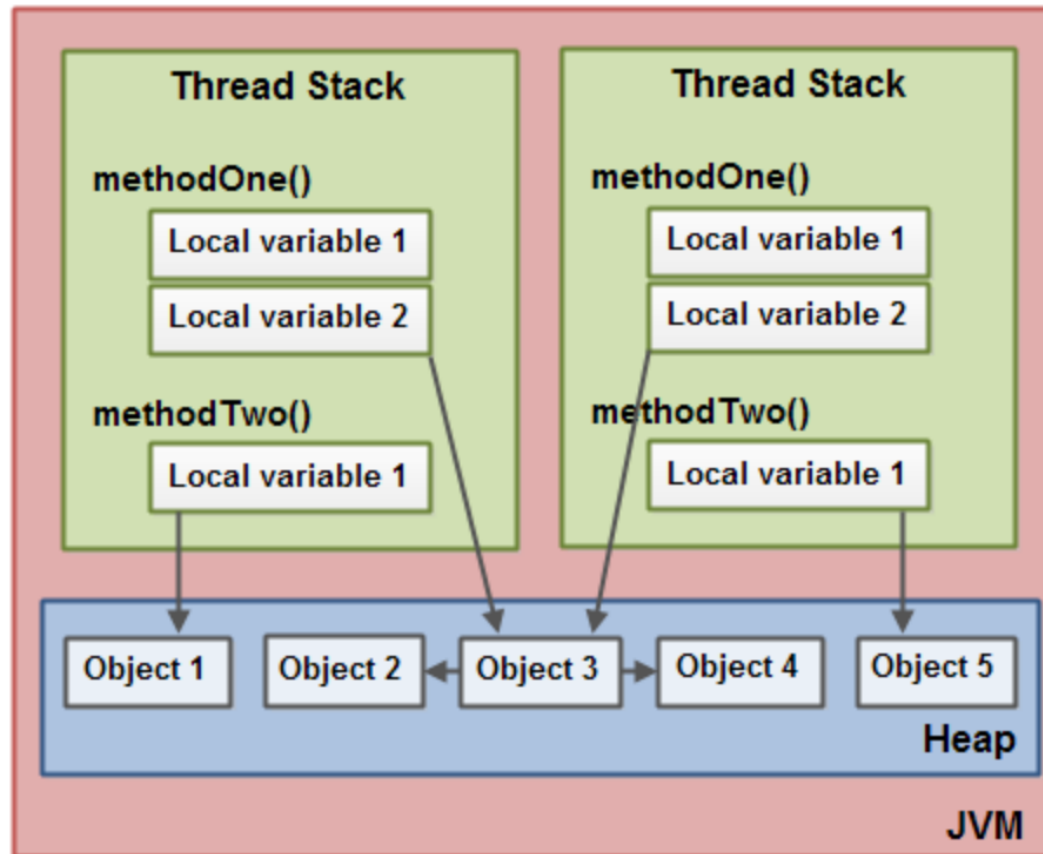 Thread Stack
methodOne()
Local variable 1
Local variable 2
methodTwo()
Local variable 1
Thread Stack
methodOne()
Local variable 1
Local variable 2
methodTwo()
Local variable 1
Object 1
Object 2
Object 3
Object 4
Object 5
Heap
JVM